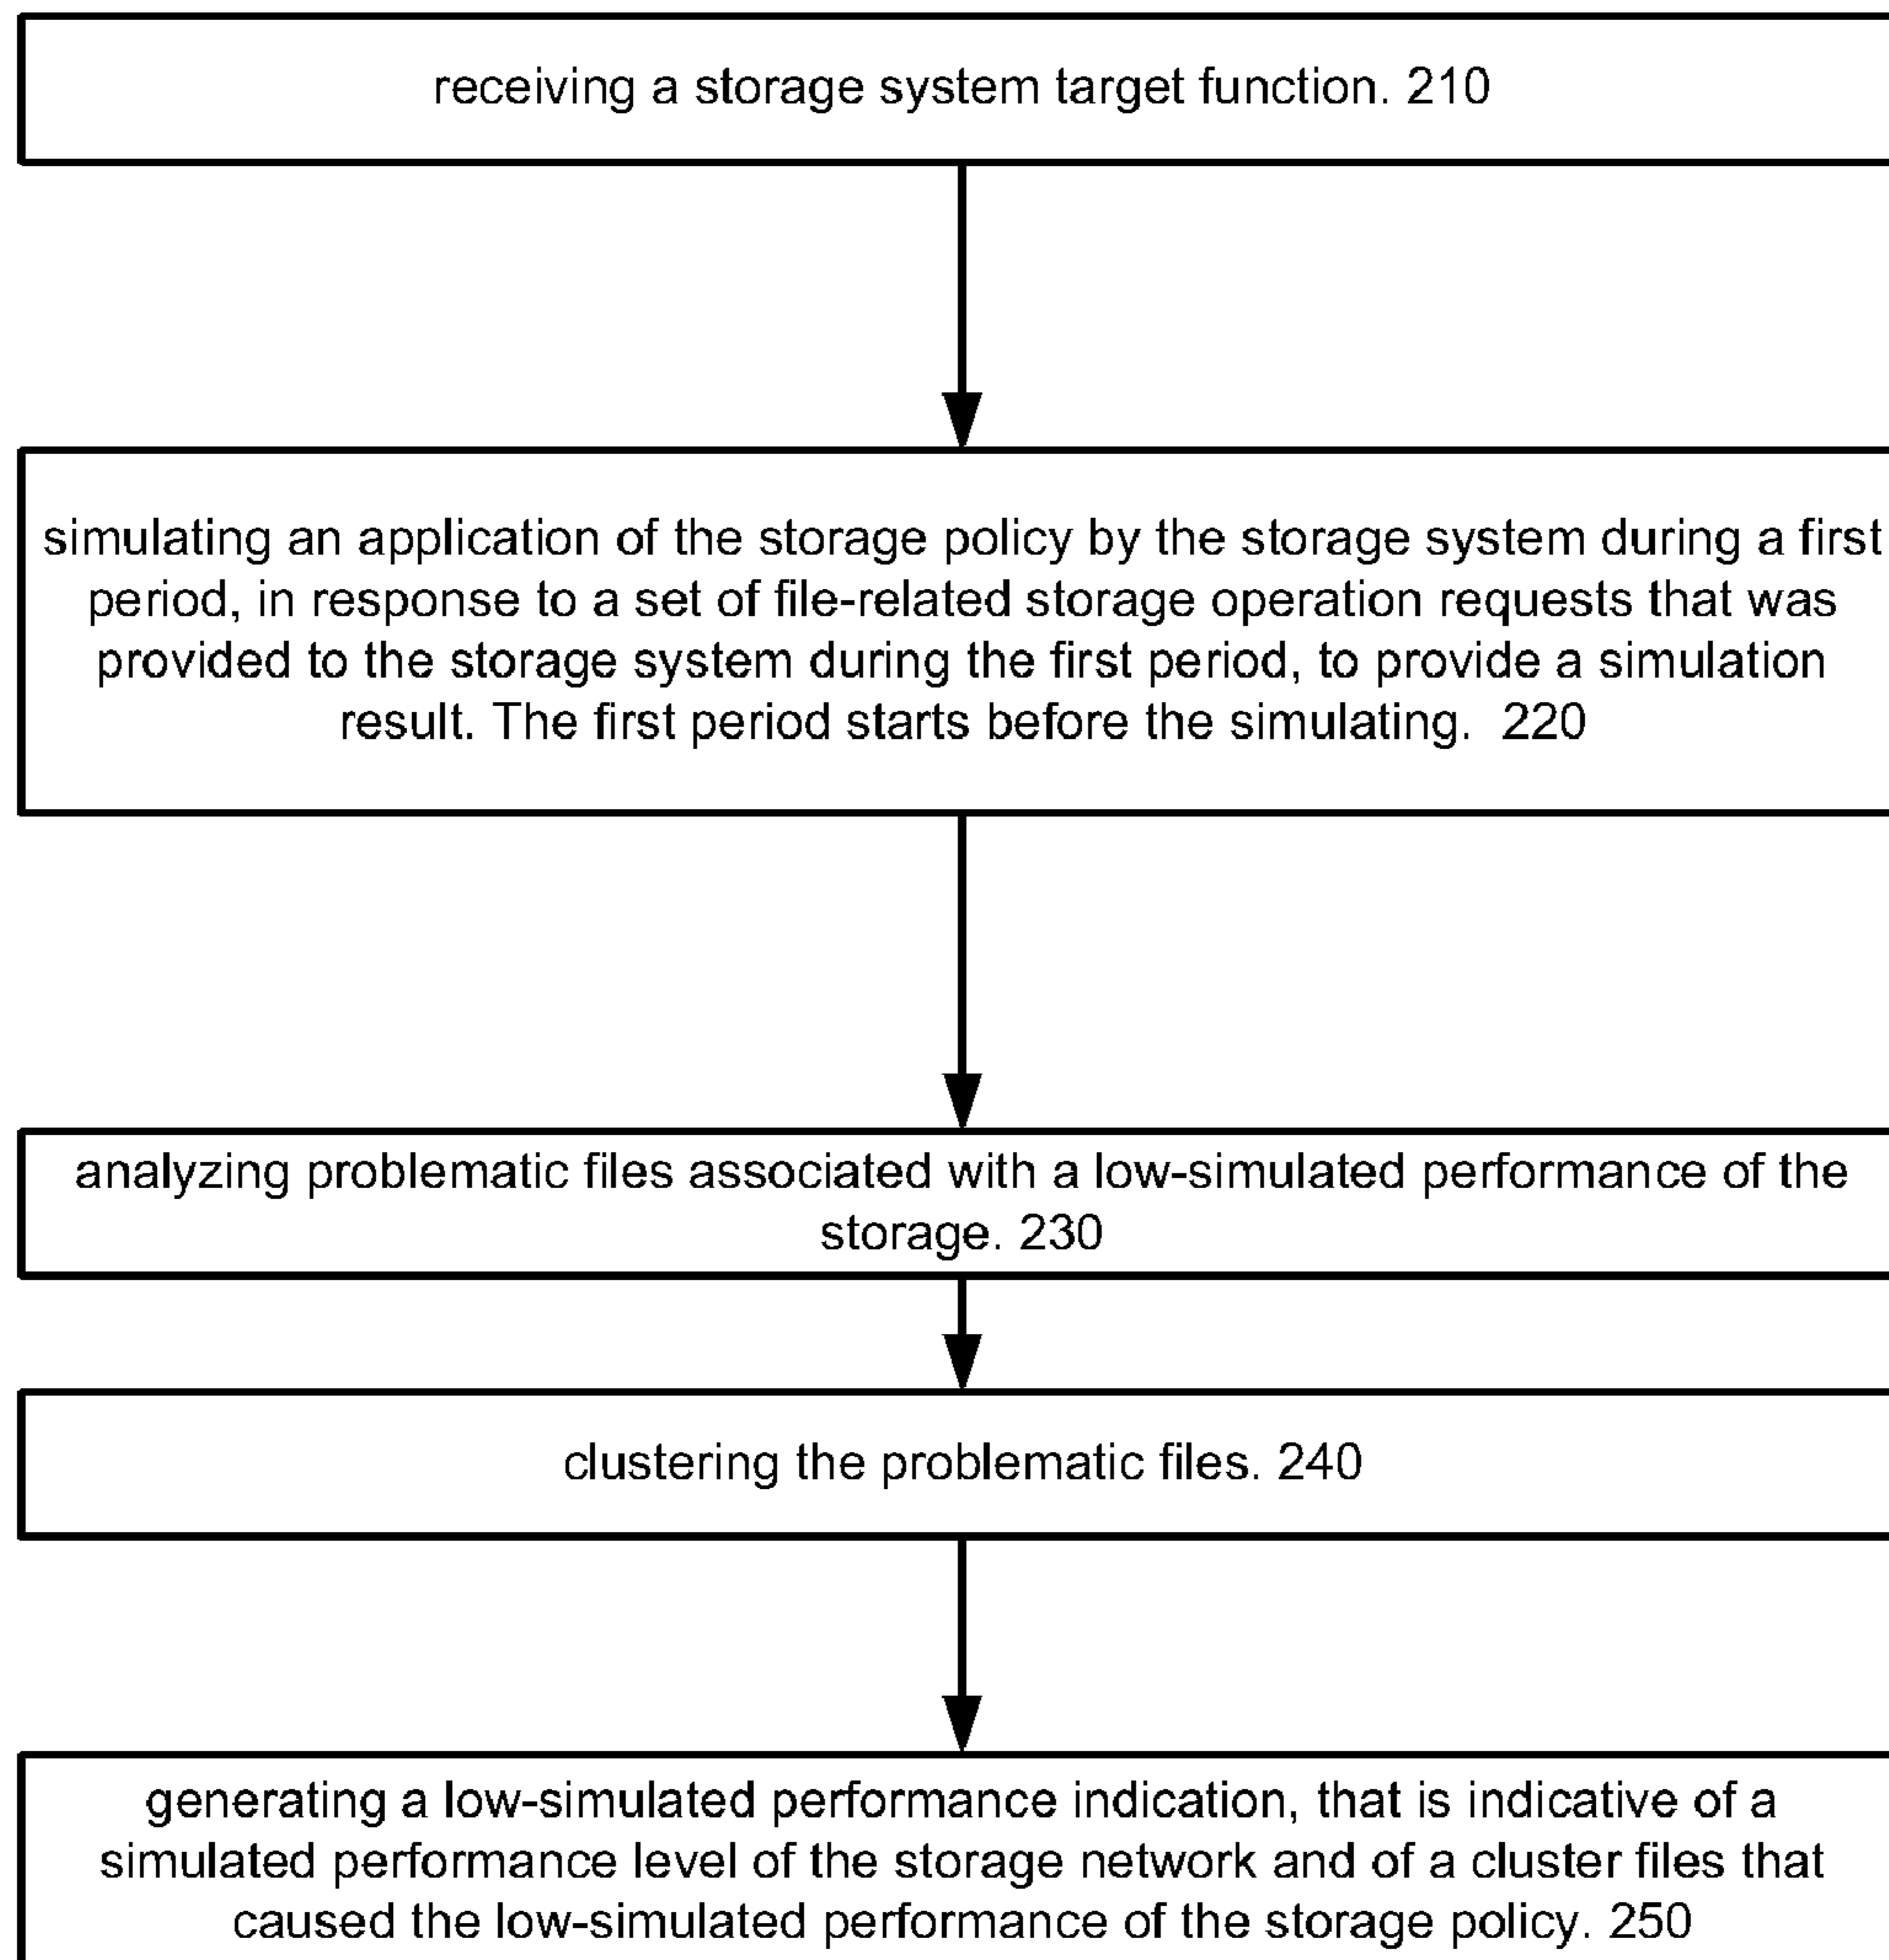 receiving a storage system target function. 210
simulating an application of the storage policy by the storage system during a first
period, in response to a set of file-related storage operation requests that was
provided to the storage system during the first period, to provide a simulation
result. The first period starts before the simulating. 220
analyzing problematic files associated with a low-simulated performance of the
storage. 230
clustering the problematic files. 240
generating a low-simulated performance indication, that is indicative of a
simulated performance level of the storage network and of a cluster files that
caused the low-simulated performance of the storage policy. 250